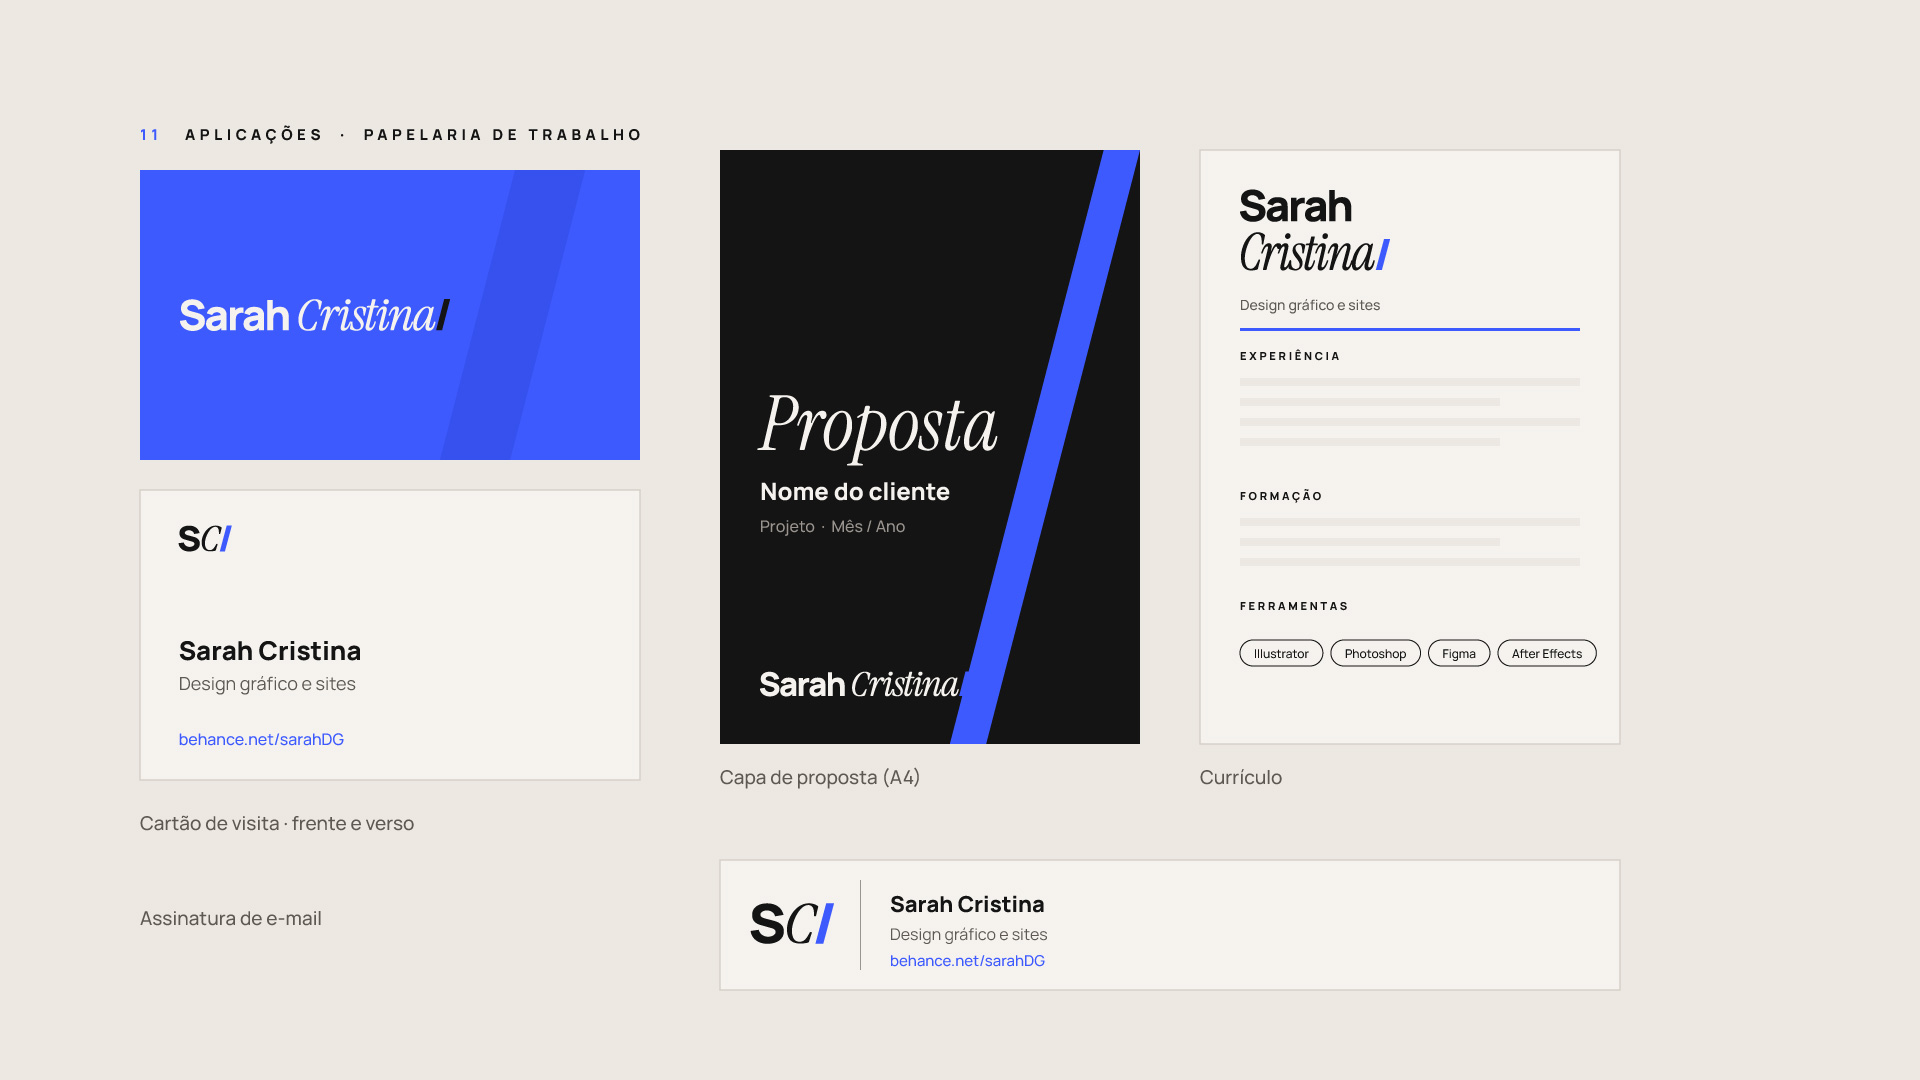 11 APLICAÇÕES · PAPELARIA DE TRABALHO
Sarah Cristina/
SC/
Sarah Cristina
Design gráfico e sites
behance.net/sarahDG
Cartão de visita · frente e verso
Proposta
Nome do cliente
Projeto · Mês / Ano
Sarah Cristina/
Capa de proposta (A4)
Sarah
Cristina/
Design gráfico e sites
EXPERIÊNCIA
FORMAÇÃO
FERRAMENTAS
Illustrator Photoshop Figma After Effects
Currículo
Assinatura de e-mail
SC/
Sarah Cristina
Design gráfico e sites
behance.net/sarahDG